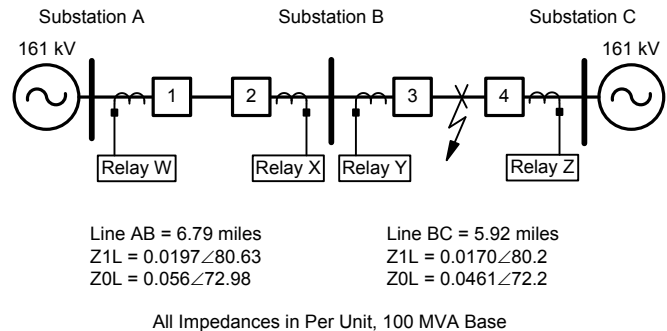 Substation A Substation B Substation C
161 kV 161 kV
1 2 3 4
Relay W Relay X Relay Y Relay Z
Line AB = 6.79 miles
Z1L = 0.0197∠80.63
Z0L = 0.056∠72.98
Line BC = 5.92 miles
Z1L = 0.0170∠80.2
Z0L = 0.0461∠72.2
All Impedances in Per Unit, 100 MVA Base